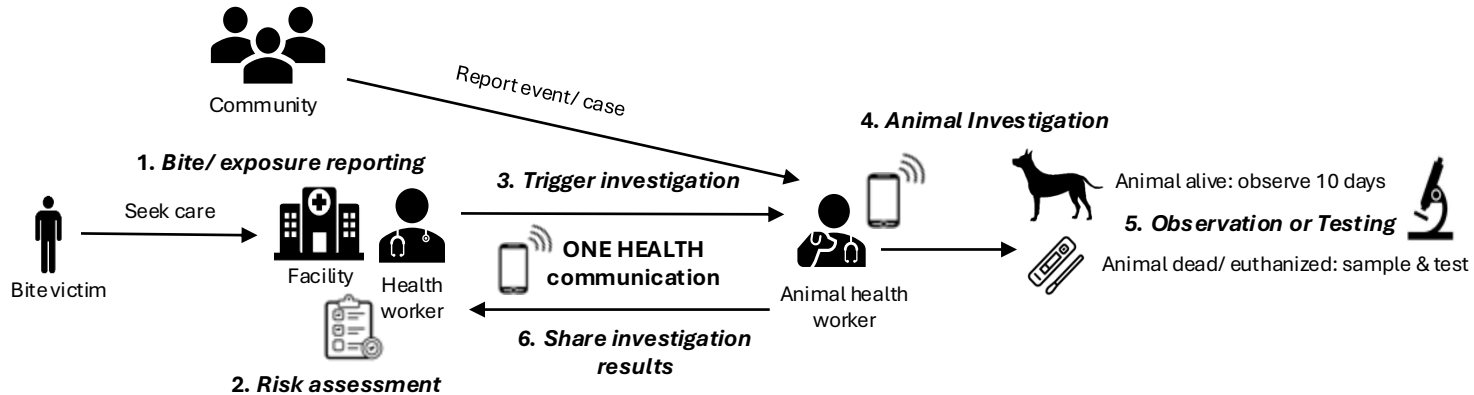 Community
Report event/ case
4. Animal Investigation
1. Bite/ exposure reporting
3. Trigger investigation
Animal alive: observe 10 days
Seek care
5. Observation or Testing
ONE HEALTH
communication
Animal dead/ euthanized: sample & test
Facility
Health
worker
Bite victim
Animal health
worker
6. Share investigation
results
2. Risk assessment